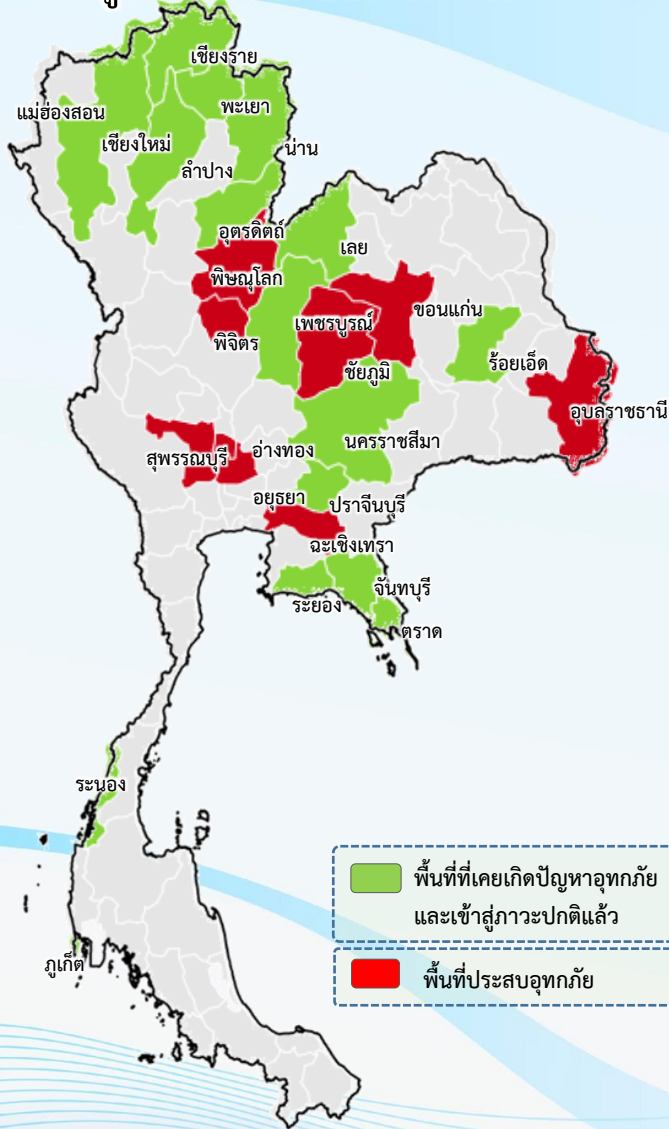 เชียงราย
แม่ฮ่องสอน
พะเยา
เชียงใหม่
น่าน
ลำปาง
อุตรดิตถ์
เลย
พิษณุโลก
ขอนแก่น
เพชรบูรณ์
พิจิตร
ร้อยเอ็ด
ชัยภูมิ
อุบลราชธานี
นครราชสีมา
อ่างทอง
สุพรรณบุรี
อยุธยา
ปราจีนบุรี
ฉะเชิงเทรา
จันทบุรี
ระยอง
ตราด
ระนอง
พื้นที่ที่เคยเกิดปัญหาอุทกภัย
และเข้าสู่ภาวะปกติแล้ว
ภูเก็ต
พื้นที่ประสบอุทกภัย